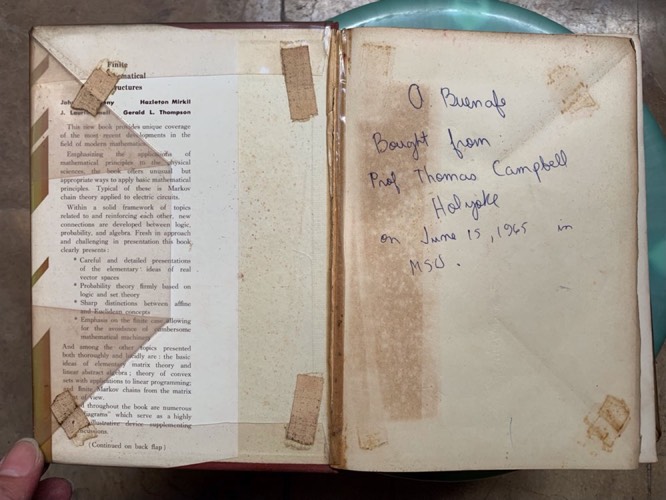 Finite
ematical
ructures
Joh ny Hazleton Mirkil
J. Laurie ell Gerald L. Thompson
This new book provides unique coverage
of the most recent developments in the
field of modern mathematics.
Emphasizing the applications of
mathematical principles to the physical
sciences, the book offers unusual but
appropriate ways to apply basic mathematical
principles. Typical of these is Markov
chain theory applied to electric circuits.
Within a solid framework of topics
related to and reinforcing each other, new
connections are developed between logic,
probability, and algebra. Fresh in approach
and challenging in presentation this book
clearly presents:
* Careful and detailed presentations
of the elementary ideas of real
vector spaces
* Probability theory firmly based on
logic and set theory
* Sharp distinctions between affine
and Euclidean concepts
* Emphasis on the finite case allowing
for the avoidance of cumbersome
mathematical machinery
And among the other topics presented
both thoroughly and lucidly are: the basic
ideas of elementary matrix theory and
linear abstract algebra; theory of convex
sets with applications to linear programming;
and finite Markov chains from the matrix
of view.
throughout the book are numerous
diagrams" which serve as a highly
illustrative device supplementing
discussions.
(Continued on back flap)
O. Buenafe
Bought from
Prof Thomas Campbell
Holyoke
on June 15, 1965 in
MSU.